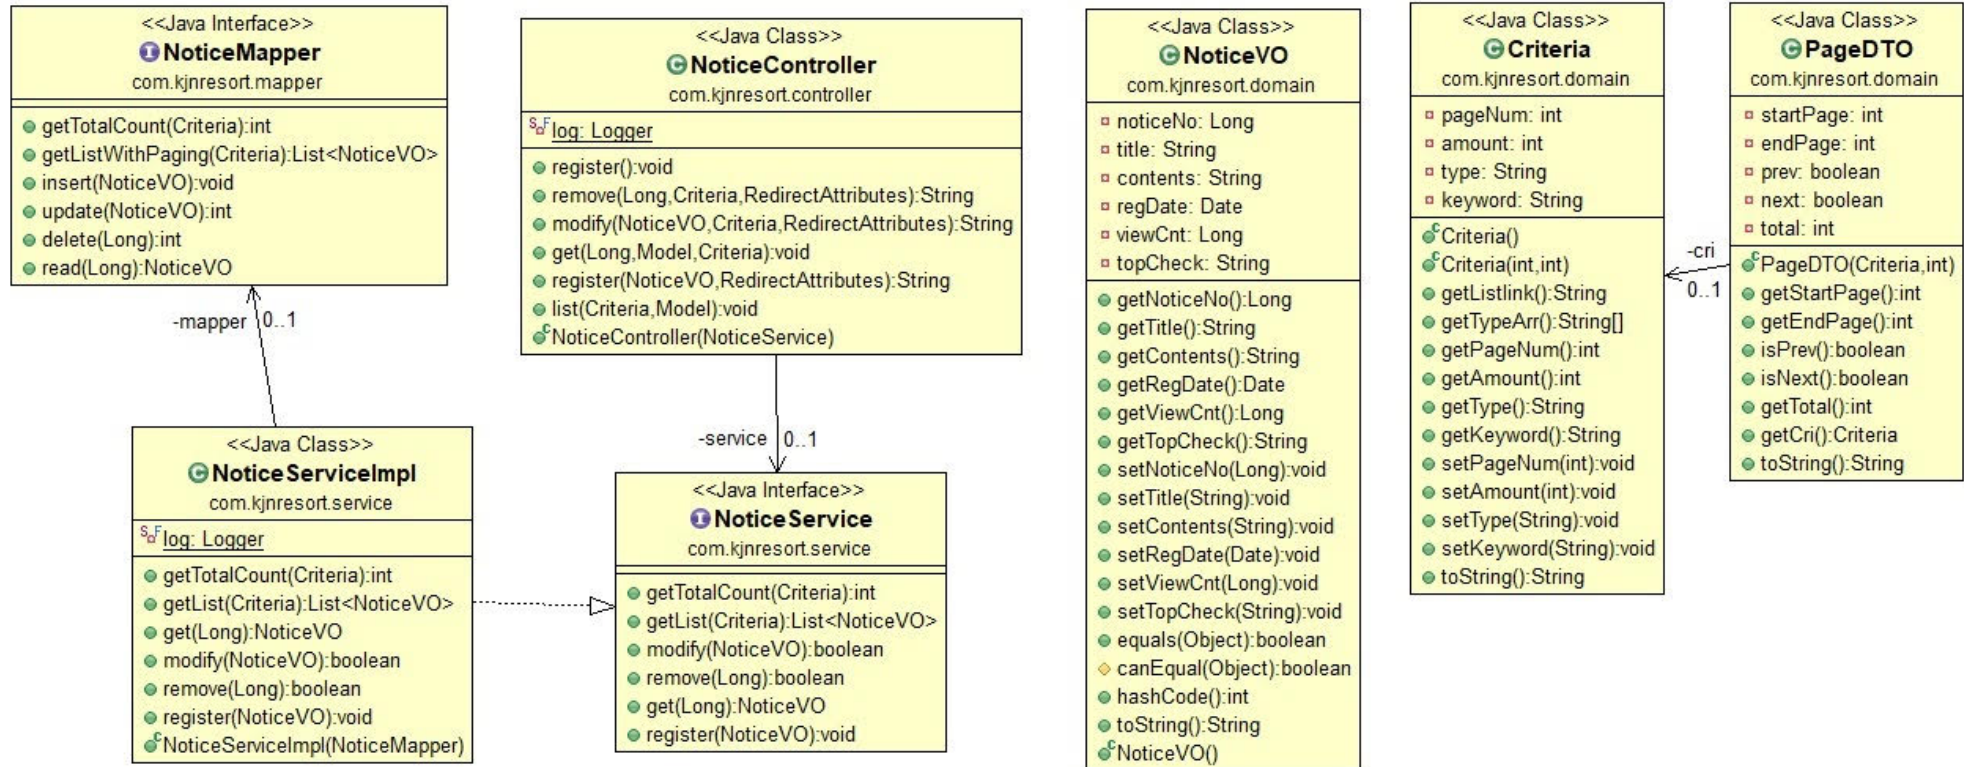 <<Java Interface>>
NoticeMapper
com.kjnresort.mapper
getTotalCount(Criteria):int
getListWithPaging(Criteria):List<NoticeVO>
insert(NoticeVO):void
update(NoticeVO):int
delete(Long):int
read(Long):NoticeVO
-mapper
0..1
<<Java Class>>
NoticeServiceImpl
com.kjnresort.service
log: Logger
getTotalCount(Criteria):int
getList(Criteria):List<NoticeVO>
get(Long):NoticeVO
modify(NoticeVO):boolean
remove(Long):boolean
register(NoticeVO):void
NoticeServiceImpl(NoticeMapper)
<<Java Class>>
NoticeController
com.kjnresort.controller
log: Logger
register():void
remove(Long,Criteria,RedirectAttributes):String
modify(NoticeVO,Criteria,RedirectAttributes):String
get(Long,Model,Criteria):void
register(NoticeVO,RedirectAttributes):String
list(Criteria,Model):void
NoticeController(NoticeService)
-service
0..1
<<Java Interface>>
NoticeService
com.kjnresort.service
getTotalCount(Criteria):int
getList(Criteria):List<NoticeVO>
modify(NoticeVO):boolean
remove(Long):boolean
get(Long):NoticeVO
register(NoticeVO):void
<<Java Class>>
NoticeVO
com.kjnresort.domain
noticeNo: Long
title: String
contents: String
regDate: Date
viewCnt: Long
topCheck: String
getNoticeNo():Long
getTitle():String
getContents():String
getRegDate():Date
getViewCnt():Long
getTopCheck():String
setNoticeNo(Long):void
setTitle(String):void
setContents(String):void
setRegDate(Date):void
setViewCnt(Long):void
setTopCheck(String):void
equals(Object):boolean
canEqual(Object):boolean
hashCode():int
toString():String
NoticeVO()
<<Java Class>>
Criteria
com.kjnresort.domain
pageNum: int
amount: int
type: String
keyword: String
Criteria()
Criteria(int,int)
getListlink():String
getTypeArr():String[]
getPageNum():int
getAmount():int
getType():String
getKeyword():String
setPageNum(int):void
setAmount(int):void
setType(String):void
setKeyword(String):void
toString():String
-cri
0..1
<<Java Class>>
PageDTO
com.kjnresort.domain
startPage: int
endPage: int
prev: boolean
next: boolean
total: int
PageDTO(Criteria,int)
getStartPage():int
getEndPage():int
isPrev():boolean
isNext():boolean
getTotal():int
getCri():Criteria
toString():String